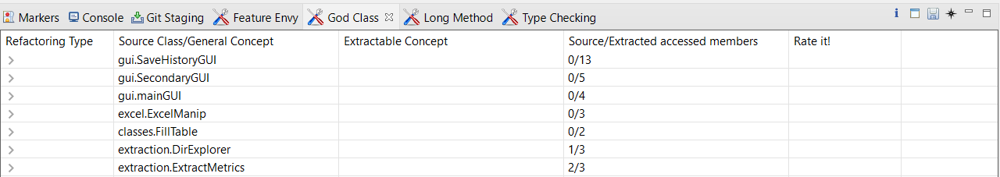 Markers Console Git Staging Feature Envy God Class Long Method Type Checking
Refactoring Type Source Class/General Concept Extractable Concept Source/Extracted accessed members Rate it!
gui.SaveHistoryGUI 0/13
gui.SecondaryGUI 0/5
gui.mainGUI 0/4
excel.ExcelManip 0/3
classes.FillTable 0/2
extraction.DirExplorer 1/3
extraction.ExtractMetrics 2/3